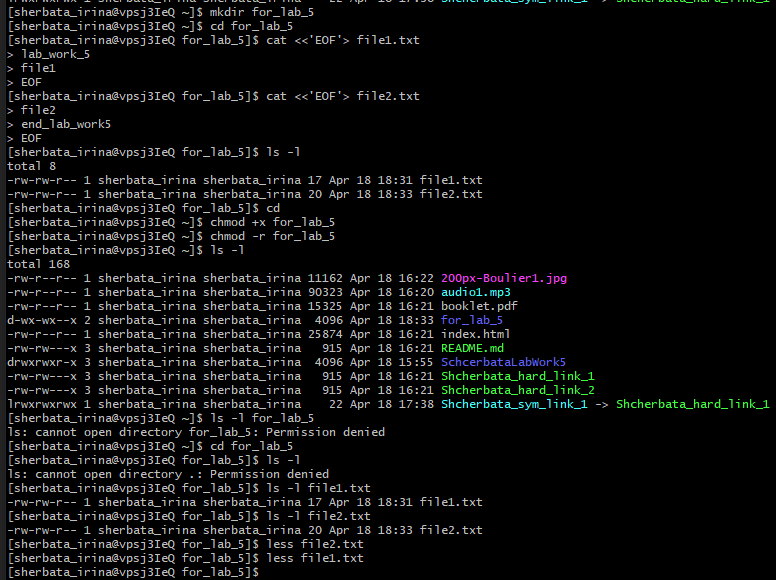 [sherbata_irina@vpsj3IeQ ~]$ mkdir for_lab_5
[sherbata_irina@vpsj3IeQ ~]$ cd for_lab_5
[sherbata_irina@vpsj3IeQ for_lab_5]$ cat <<'EOF'> file1.txt
> lab_work_5
> file1
> EOF
[sherbata_irina@vpsj3IeQ for_lab_5]$ cat <<'EOF'> file2.txt
> file2
> end_lab_work5
> EOF
[sherbata_irina@vpsj3IeQ for_lab_5]$ ls -l
total 8
-rw-rw-r-- 1 sherbata_irina sherbata_irina 17 Apr 18 18:31 file1.txt
-rw-rw-r-- 1 sherbata_irina sherbata_irina 20 Apr 18 18:33 file2.txt
[sherbata_irina@vpsj3IeQ for_lab_5]$ cd
[sherbata_irina@vpsj3IeQ ~]$ chmod +x for_lab_5
[sherbata_irina@vpsj3IeQ ~]$ chmod -r for_lab_5
[sherbata_irina@vpsj3IeQ ~]$ ls -l
total 168
-rw-r--r-- 1 sherbata_irina sherbata_irina 11162 Apr 18 16:22 200px-Boulier1.jpg
-rw-r--r-- 1 sherbata_irina sherbata_irina 90323 Apr 18 16:20 audio1.mp3
-rw-r--r-- 1 sherbata_irina sherbata_irina 15325 Apr 18 16:21 booklet.pdf
d-wx-wx--x 2 sherbata_irina sherbata_irina  4096 Apr 18 18:33 for_lab_5
-rw-r--r-- 1 sherbata_irina sherbata_irina 25874 Apr 18 16:21 index.html
-rw-rw---x 3 sherbata_irina sherbata_irina   915 Apr 18 16:21 README.md
drwxrwxr-x 3 sherbata_irina sherbata_irina  4096 Apr 18 15:55 SchcerbataLabWork5
-rw-rw---x 3 sherbata_irina sherbata_irina   915 Apr 18 16:21 Shcherbata_hard_link_1
-rw-rw---x 3 sherbata_irina sherbata_irina   915 Apr 18 16:21 Shcherbata_hard_link_2
lrwxrwxrwx 1 sherbata_irina sherbata_irina    22 Apr 18 17:38 Shcherbata_sym_link_1 -> Shcherbata_hard_link_1
[sherbata_irina@vpsj3IeQ ~]$ ls -l for_lab_5
ls: cannot open directory for_lab_5: Permission denied
[sherbata_irina@vpsj3IeQ ~]$ cd for_lab_5
[sherbata_irina@vpsj3IeQ for_lab_5]$ ls -l
ls: cannot open directory .: Permission denied
[sherbata_irina@vpsj3IeQ for_lab_5]$ ls -l file1.txt
-rw-rw-r-- 1 sherbata_irina sherbata_irina 17 Apr 18 18:31 file1.txt
[sherbata_irina@vpsj3IeQ for_lab_5]$ ls -l file2.txt
-rw-rw-r-- 1 sherbata_irina sherbata_irina 20 Apr 18 18:33 file2.txt
[sherbata_irina@vpsj3IeQ for_lab_5]$ less file2.txt
[sherbata_irina@vpsj3IeQ for_lab_5]$ less file1.txt
[sherbata_irina@vpsj3IeQ for_lab_5]$